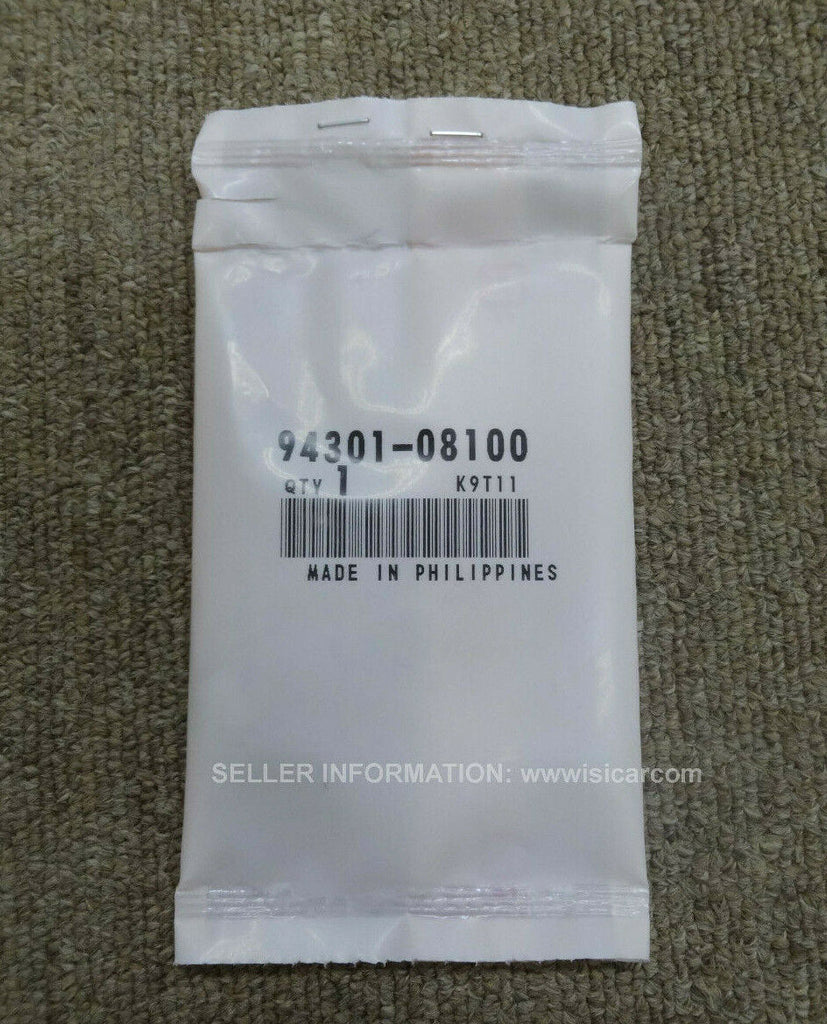 94301-08100
QTY 1 K9T11
MADE IN PHILIPPINES
SELLER INFORMATION: wwwisicarcom